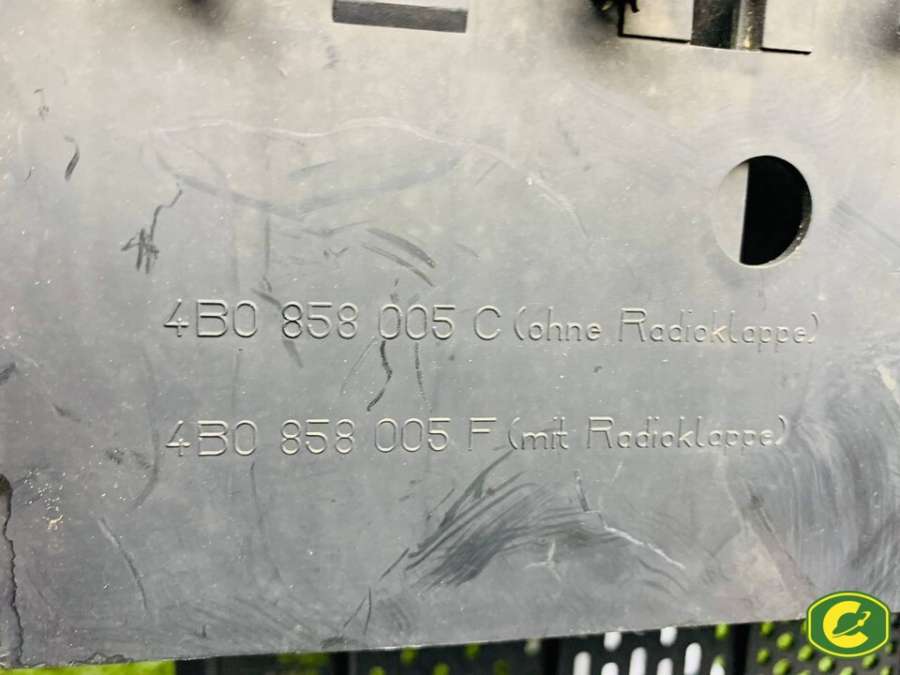 4B0 858 005 C (ohne Radioklappe)
4B0 858 005 F (mit Radioklappe)